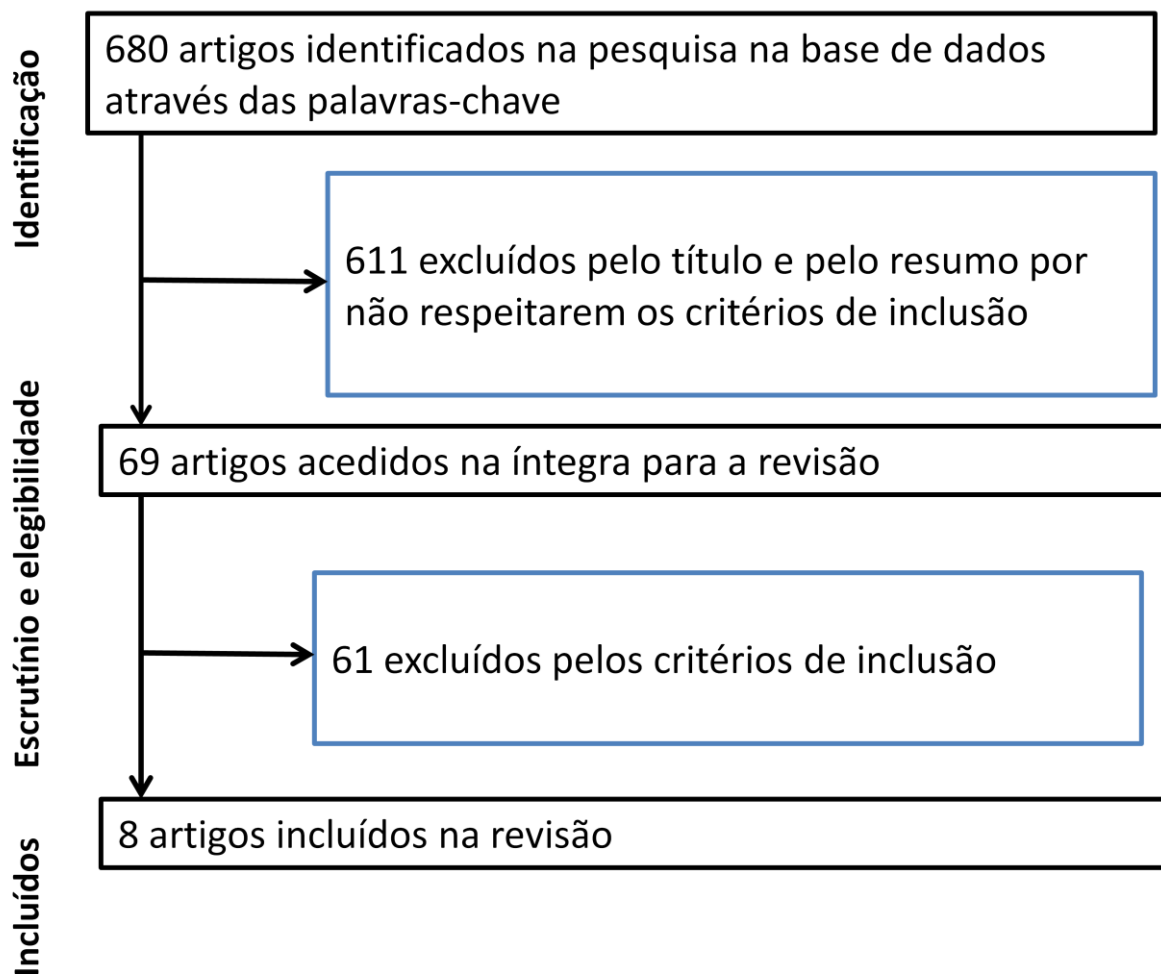 Identificação
680 artigos identificados na pesquisa na base de dados
através das palavras-chave
611 excluídos pelo título e pelo resumo por
não respeitarem os critérios de inclusão
Escrutínio e elegibilidade
69 artigos acedidos na íntegra para a revisão
61 excluídos pelos critérios de inclusão
Incluídos
8 artigos incluídos na revisão